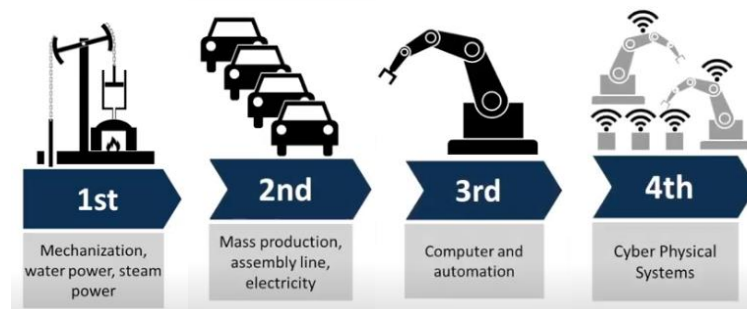 1st
2nd
3rd
4th
Mechanization,
water power, steam
power
Mass production,
assembly line,
electricity
Computer and
automation
Cyber Physical
Systems